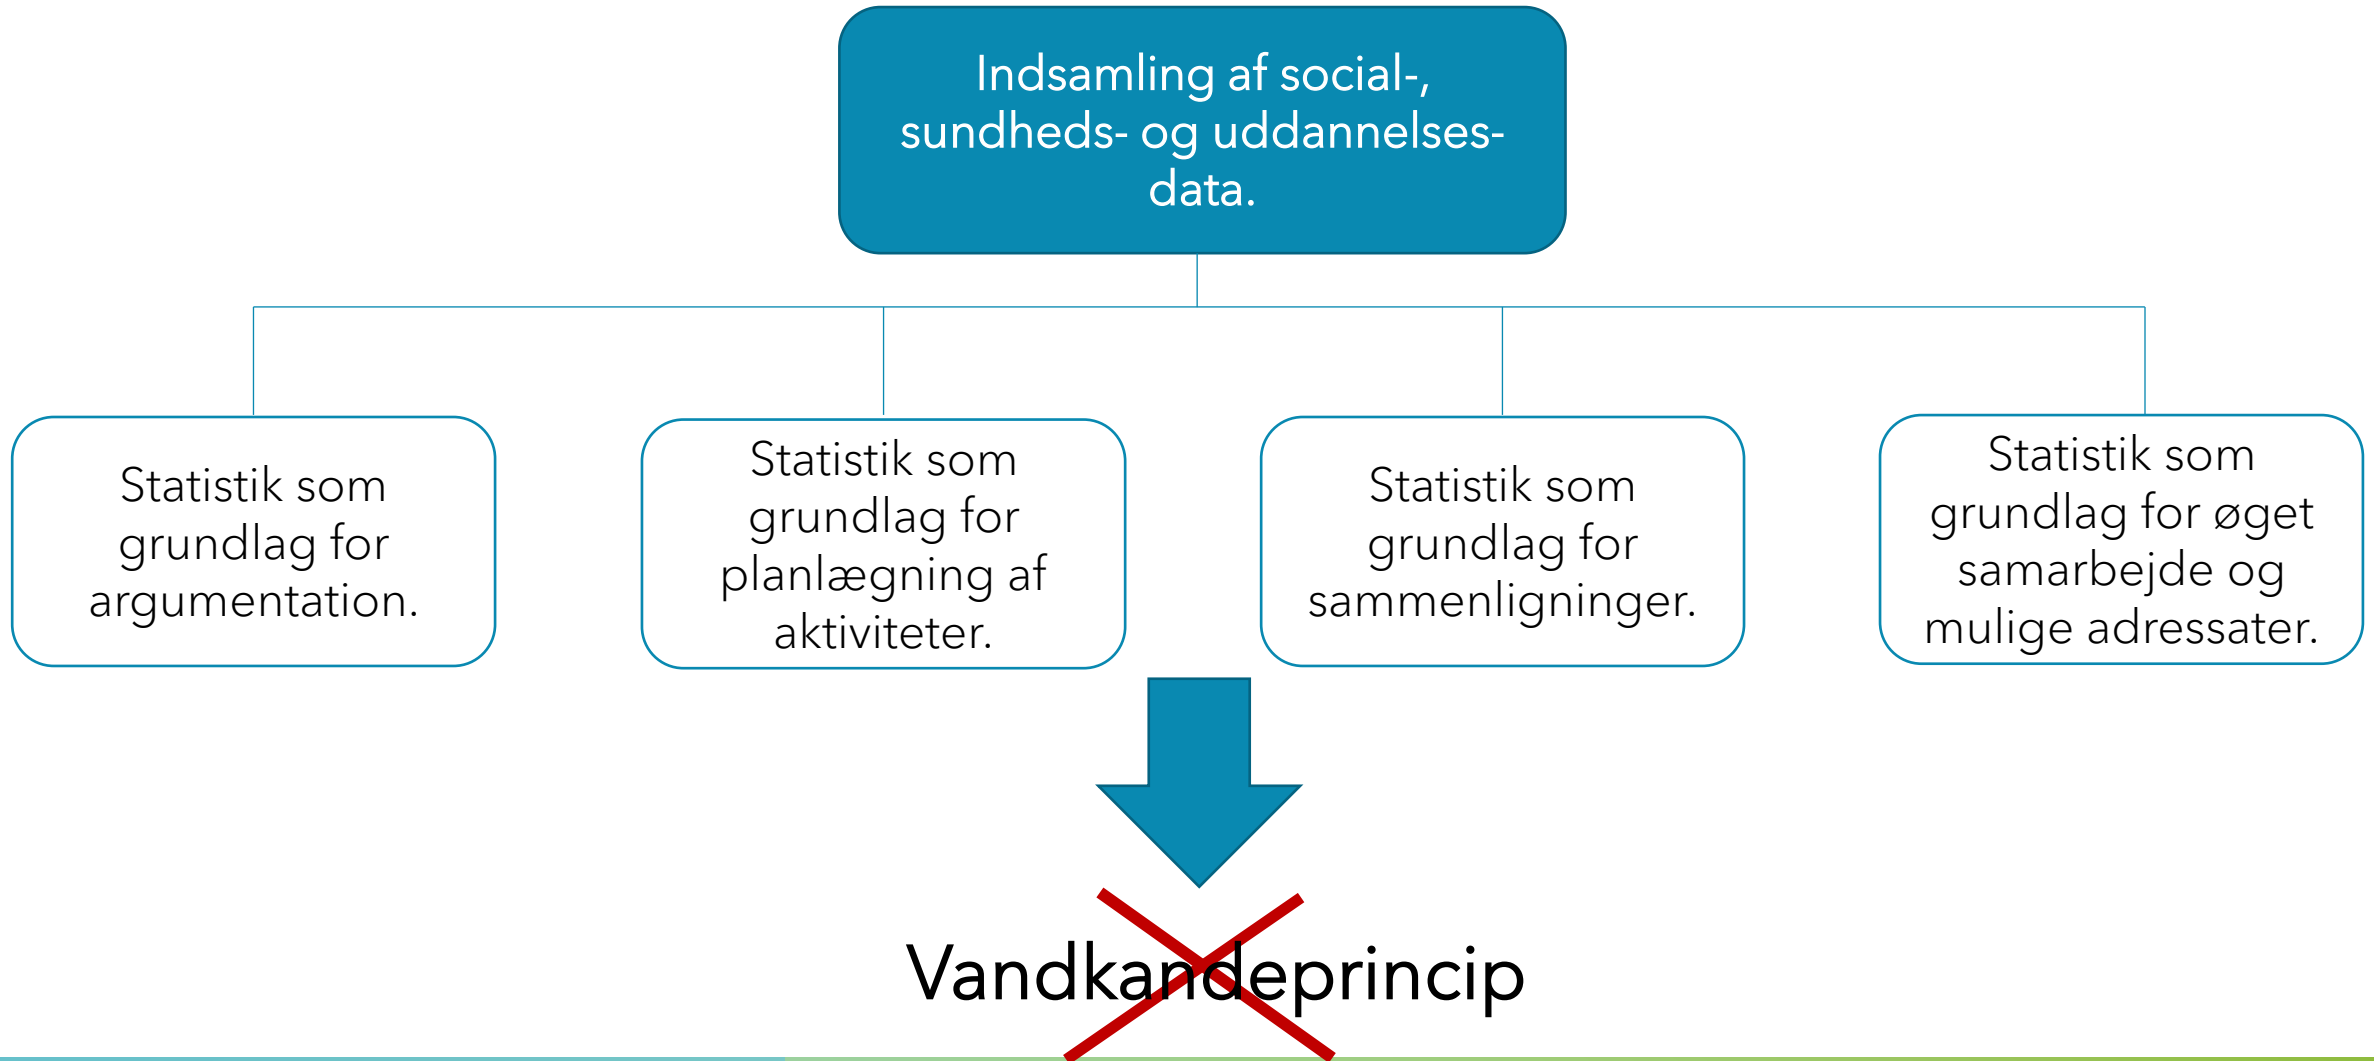 Indsamling af social-,
sundheds- og uddannelses-
data.
Statistik som
grundlag for
argumentation.
Statistik som
grundlag for
planlægning af
aktiviteter.
Statistik som
grundlag for
sammenligninger.
Statistik som
grundlag for øget
samarbejde og
mulige adressater.
Vandkandeprincip